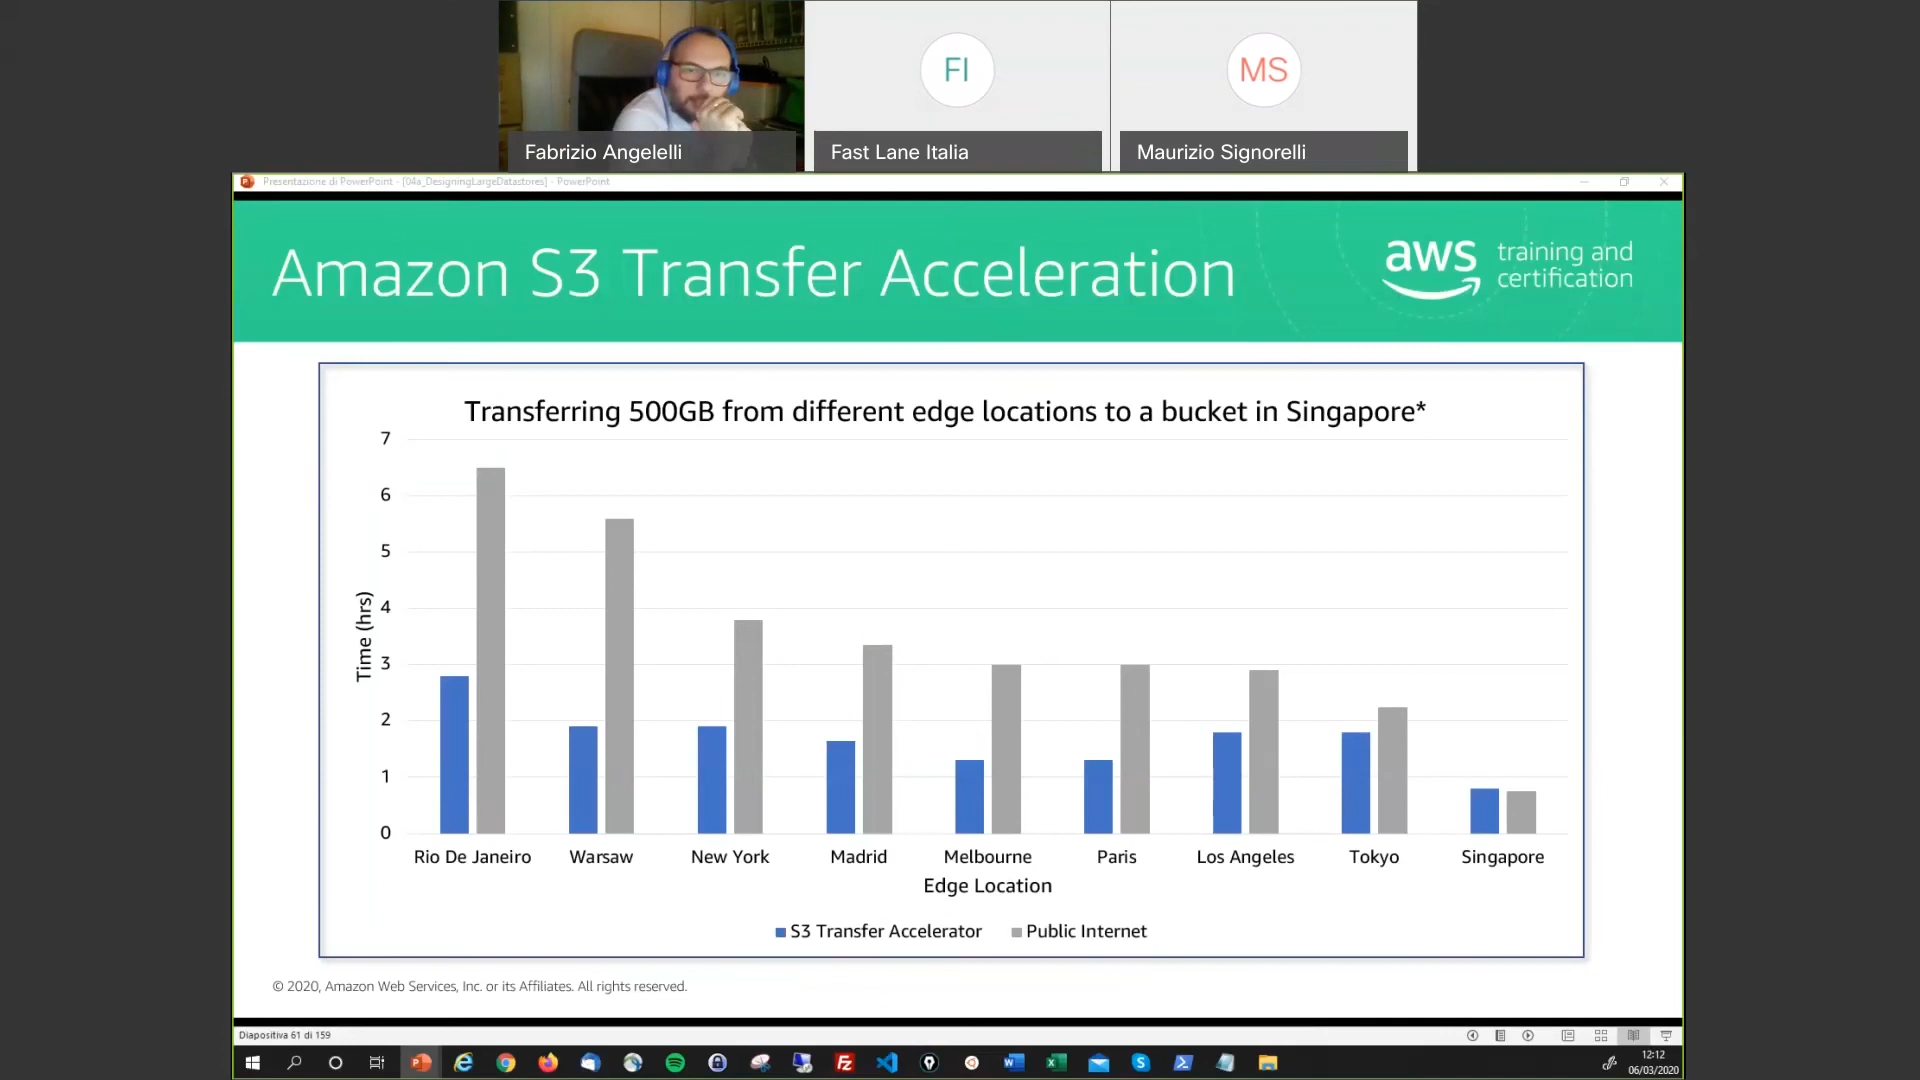 FI
MS
Fabrizio Angelelli
Fast Lane Italia
Maurizio Signorelli
Presentazione di PowerPoint - [04a_DesigningLargeDatastores] - PowerPoint
Amazon S3 Transfer Acceleration
aws training and certification
Transferring 500GB from different edge locations to a bucket in Singapore*
7
6
5
4
3
2
1
0
Time (hrs)
Rio De Janeiro Warsaw New York Madrid Melbourne Paris Los Angeles Tokyo Singapore
Edge Location
S3 Transfer Accelerator Public Internet
© 2020, Amazon Web Services, Inc. or its Affiliates. All rights reserved.
Diapositiva 61 di 159
12:12
06/03/2020